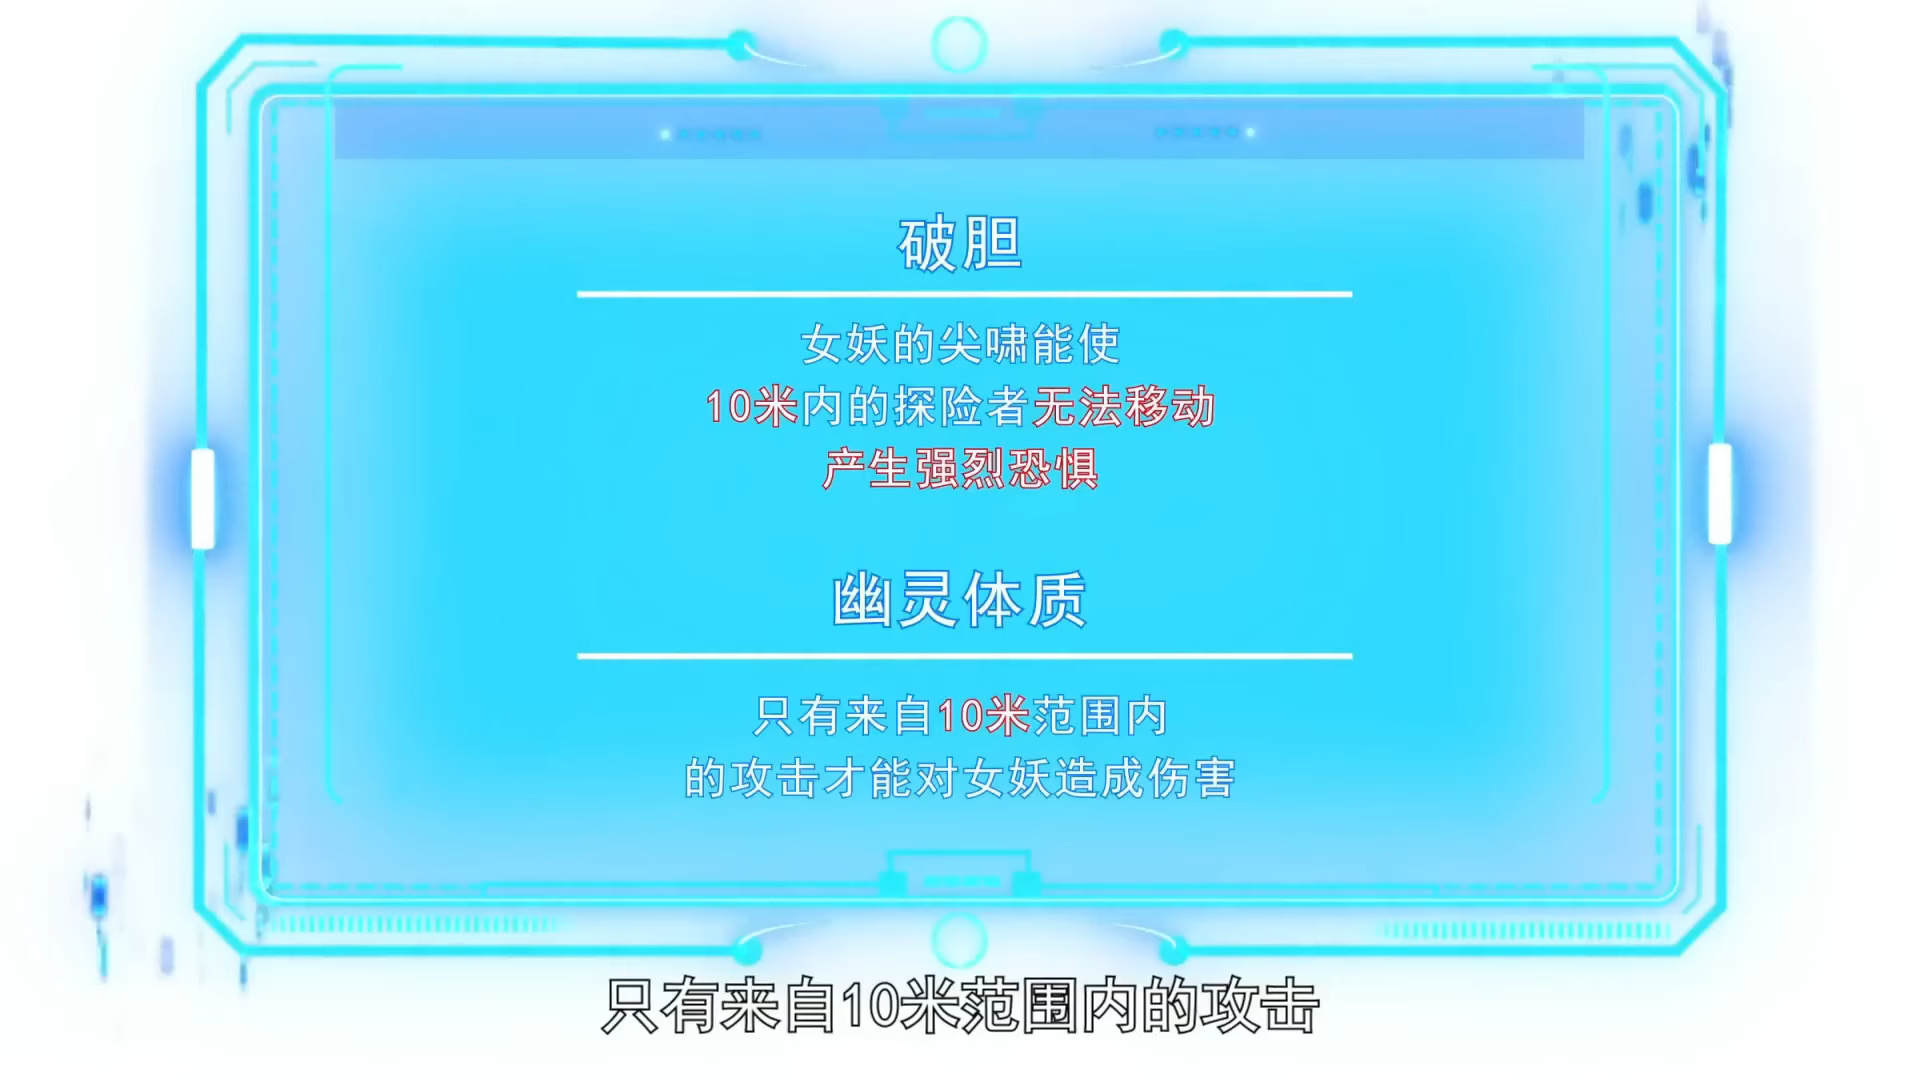 破胆
女妖的尖啸能使
10米内的探险者无法移动
产生强烈恐惧
幽灵体质
只有来自10米范围内
的攻击才能对女妖造成伤害
只有来自10米范围内的攻击